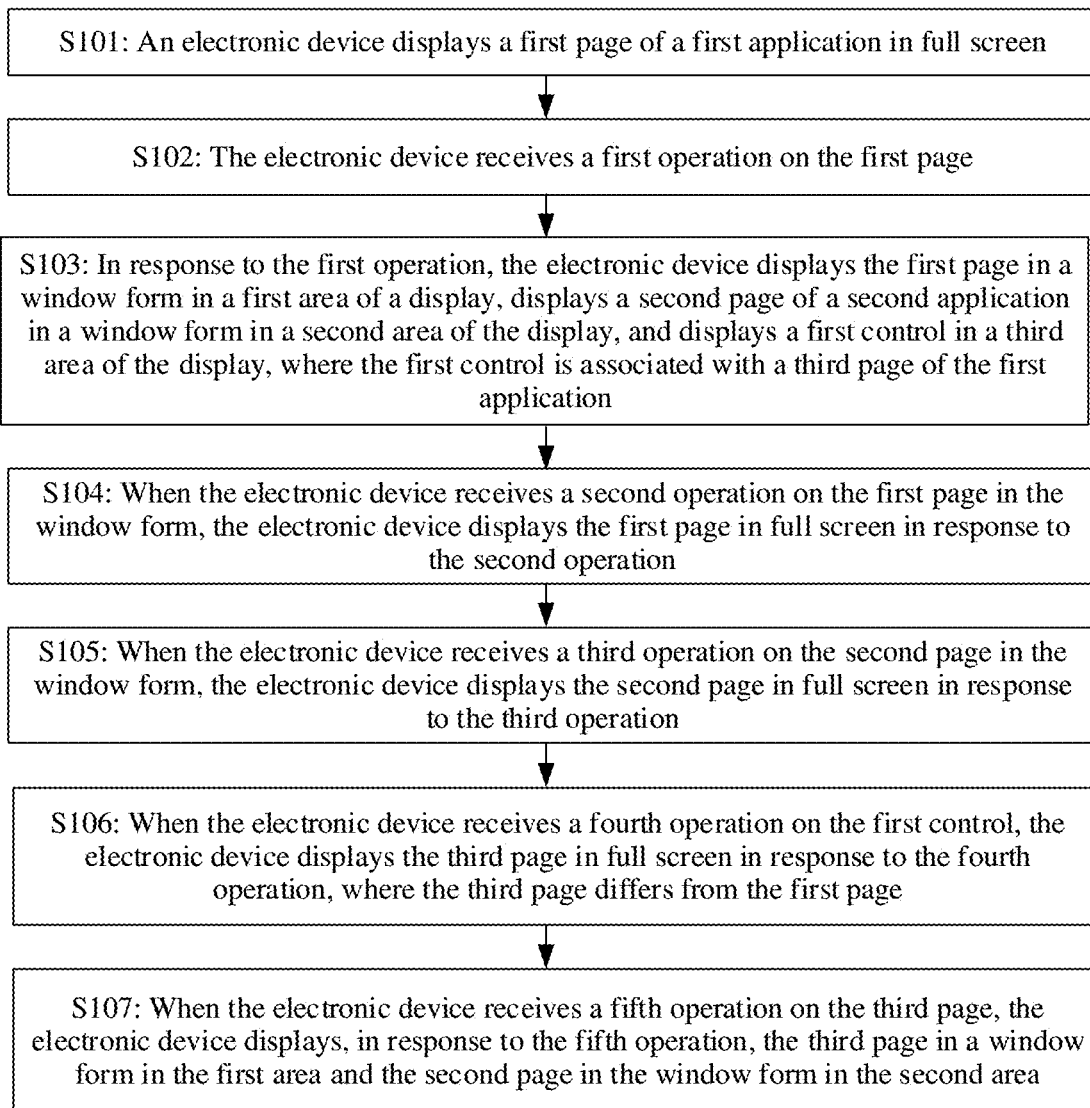 S101: An electronic device displays a first page of a first application in full screen
S102: The electronic device receives a first operation on the first page
S103: In response to the first operation, the electronic device displays the first page in a
window form in a first area of a display, displays a second page of a second application
in a window form in a second area of the display, and displays a first control in a third
area of the display, where the first control is associated with a third page of the first
application
S104: When the electronic device receives a second operation on the first page in the
window form, the electronic device displays the first page in full screen in response to
the second operation
S105: When the electronic device receives a third operation on the second page in the
window form, the electronic device displays the second page in full screen in response
to the third operation
S106: When the electronic device receives a fourth operation on the first control, the
electronic device displays the third page in full screen in response to the fourth
operation, where the third page differs from the first page
S107: When the electronic device receives a fifth operation on the third page, the
electronic device displays, in response to the fifth operation, the third page in a window
form in the first area and the second page in the window form in the second area